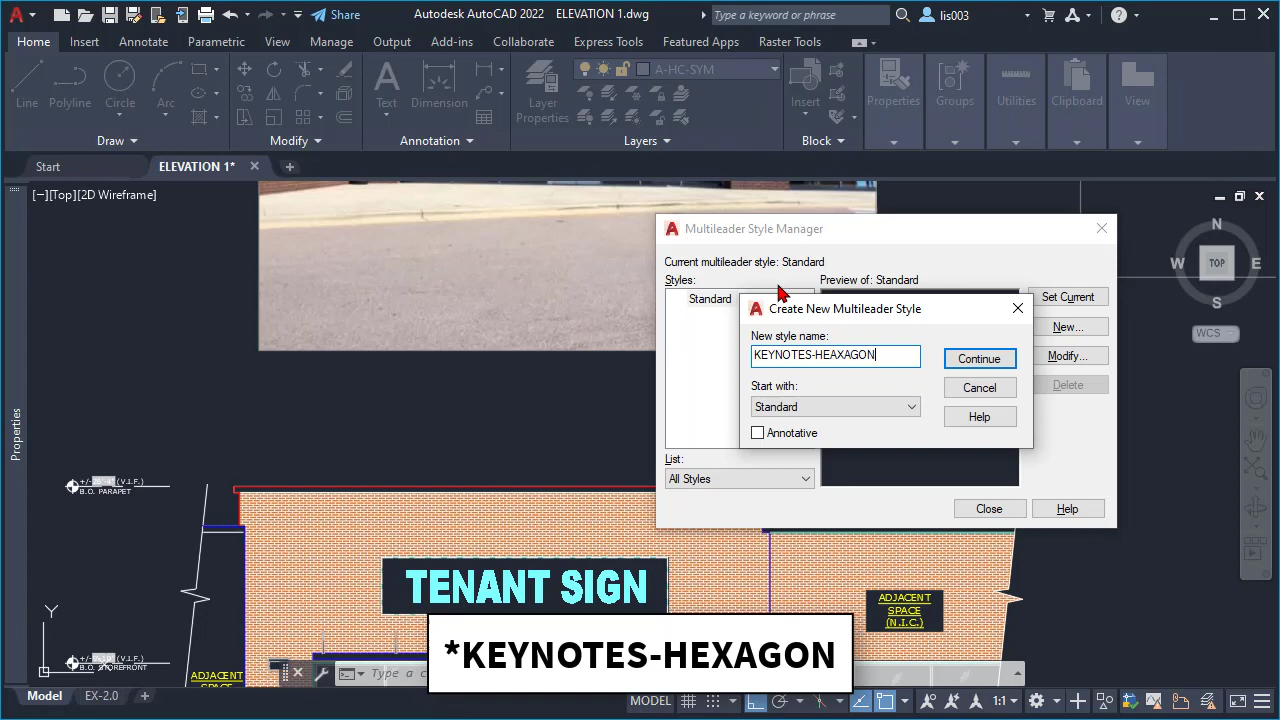 Share
Autodesk AutoCAD 2022 ELEVATION 1.dwg
Type a keyword or phrase
lis003
Home Insert Annotate Parametric View Manage Output Add-ins Collaborate Express Tools Featured Apps Raster Tools
Line Polyline Circle Arc
Text Dimension
Layer Properties
A-HC-SYM
Insert
Properties Groups Utilities Clipboard View
Draw Modify Annotation Layers Block
Start ELEVATION 1*
[−][Top][2D Wireframe]
N
W TOP E
S
WCS
Properties
Multileader Style Manager
Current multileader style: Standard
Styles:
Preview of: Standard
Standard
Set Current
New...
Modify...
Delete
Create New Multileader Style
New style name:
KEYNOTES-HEAXAGON
Continue
Start with:
Cancel
Standard
Help
Annotative
List:
All Styles
Close Help
B.O. PARAPET
TENANT SIGN
ADJACENT
SPACE
(N.I.C.)
*KEYNOTES-HEXAGON
Y
B.O. STOREFRONT
ADJACENT
Type a c
Model EX-2.0
MODEL
1:1